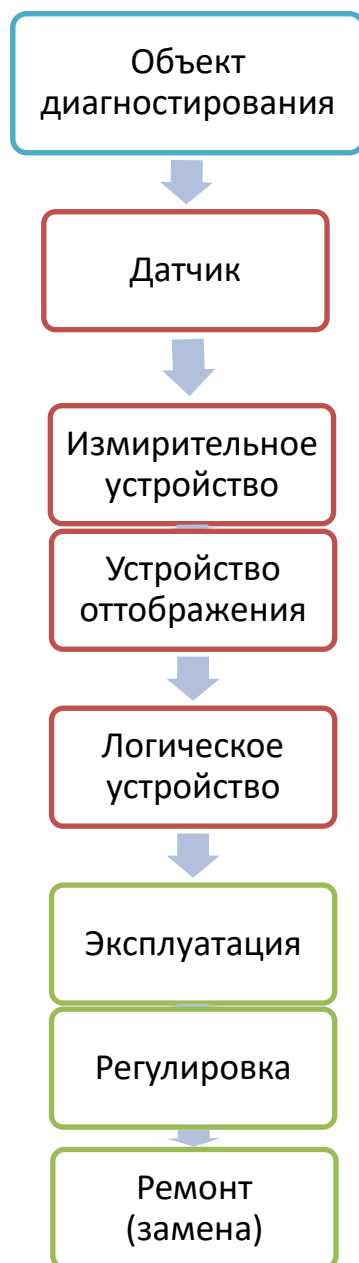 Объект
диагностирования
Датчик
Измирительное
устройство
Устройство
оттображения
Логическое
устройство
Эксплуатация
Регулировка
Ремонт
(замена)